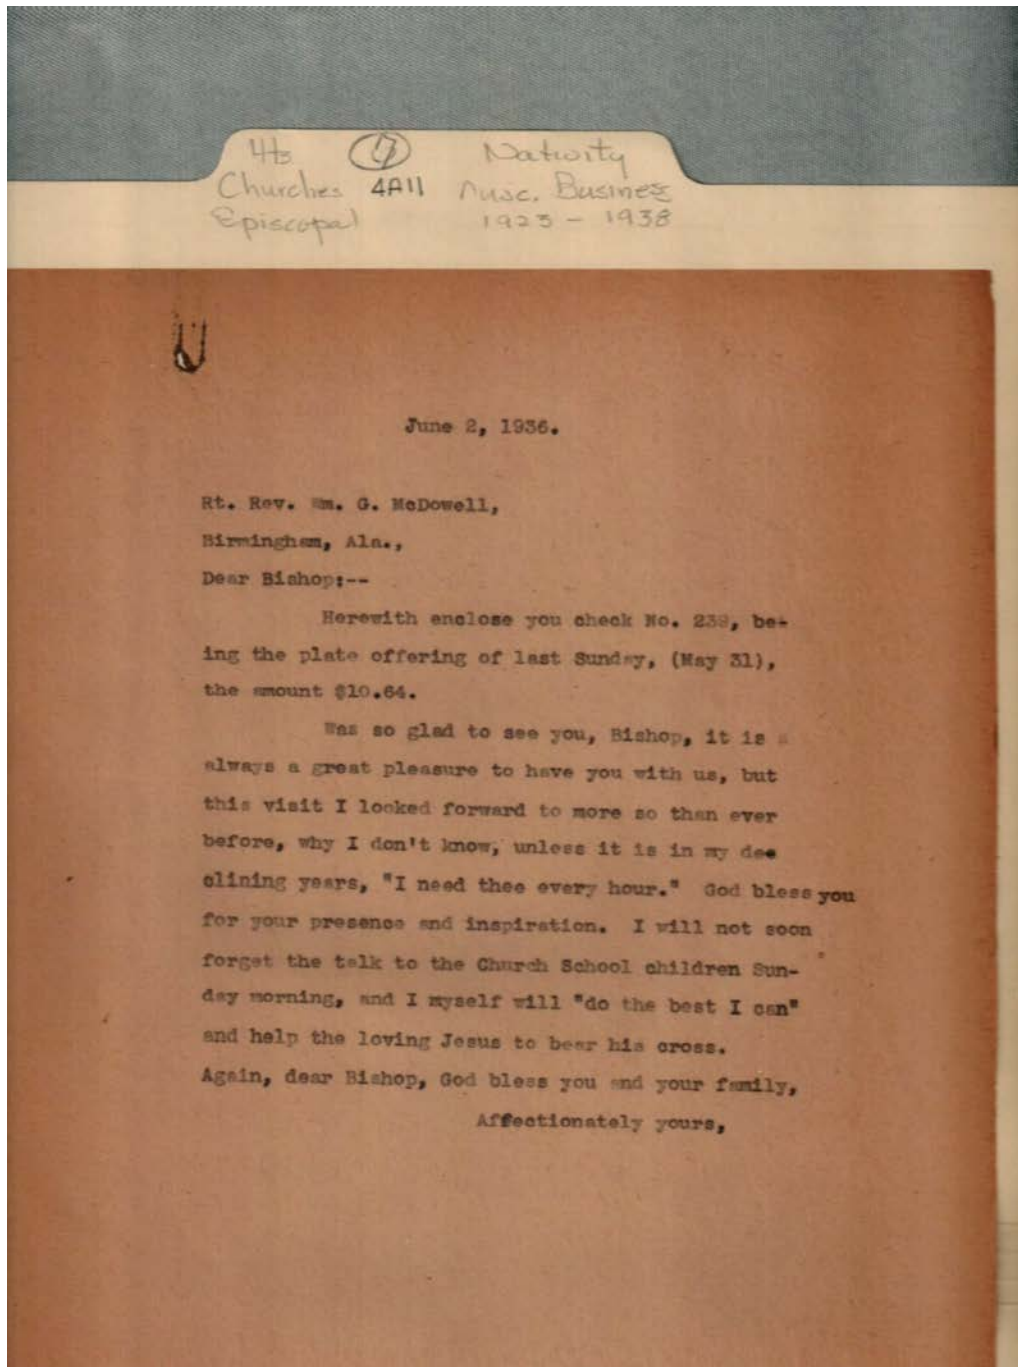 Hts (7) Nativity
Churches 4A11 Misc. Business
Episcopal 1923 - 1938
June 2, 1936.
Rt. Rev. Wm. G. McDowell,
Birmingham, Ala.,
Dear Bishop:--
Herewith enclose you check No. 239, be-
ing the plate offering of last Sunday, (May 31),
the amount $10.64.
Was so glad to see you, Bishop, it is a
always a great pleasure to have you with us, but
this visit I looked forward to more so than ever
before, why I don't know, unless it is in my dee
clining years, "I need thee every hour." God bless you
for your presence and inspiration. I will not soon
forget the talk to the Church School children Sun-
day morning, and I myself will "do the best I can"
and help the loving Jesus to bear his cross.
Again, dear Bishop, God bless you and your family,
Affectionately yours,